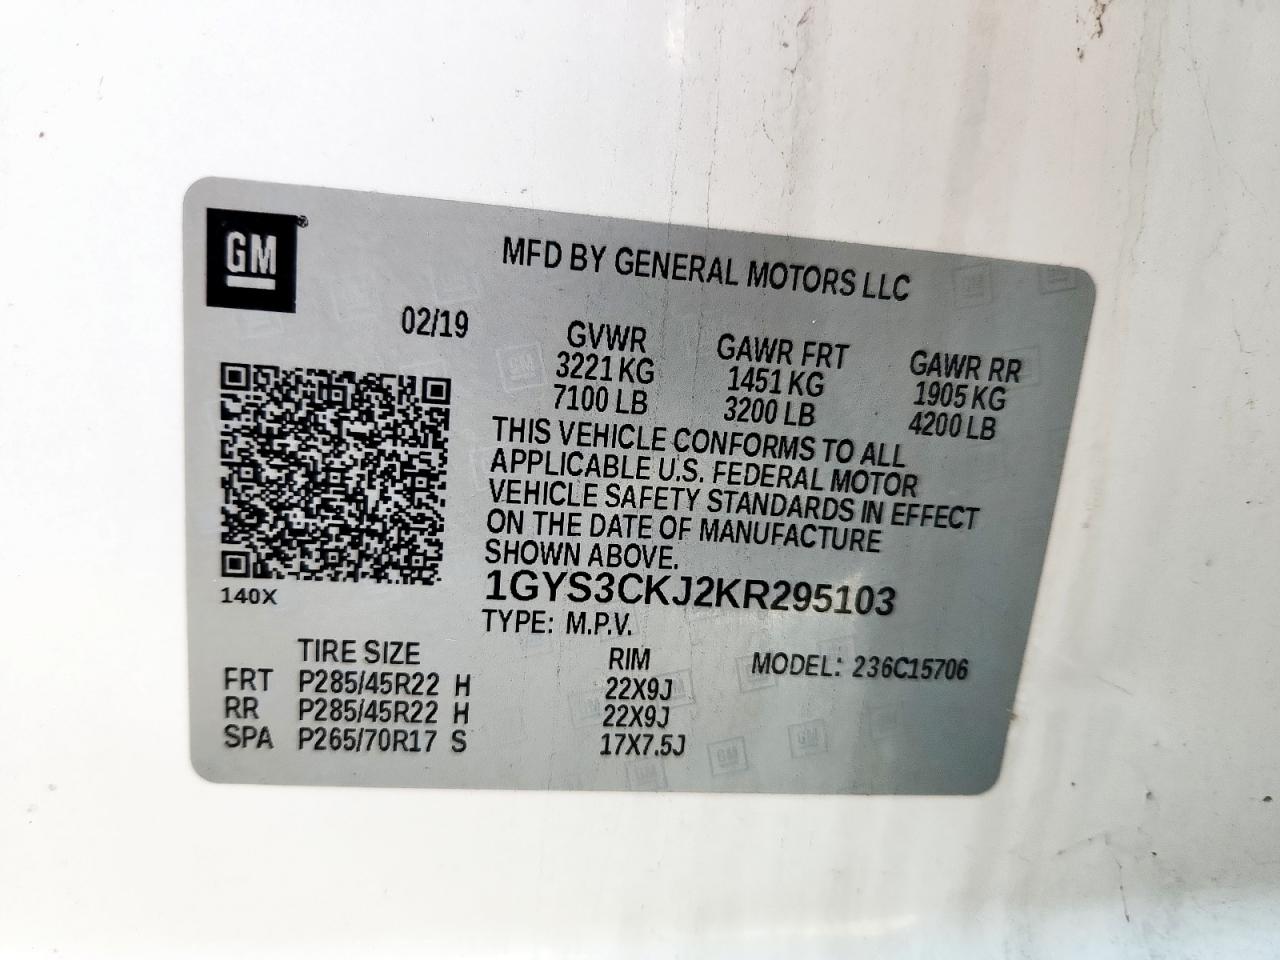 GM®
MFD BY GENERAL MOTORS LLC
02/19
GVWR GAWR FRT GAWR RR
3221 KG 1451 KG 1905 KG
7100 LB 3200 LB 4200 LB
THIS VEHICLE CONFORMS TO ALL
APPLICABLE U.S. FEDERAL MOTOR
VEHICLE SAFETY STANDARDS IN EFFECT
ON THE DATE OF MANUFACTURE
SHOWN ABOVE.
140X
1GYS3CKJ2KR295103
TYPE: M.P.V.
TIRE SIZE RIM MODEL: 236C15706
FRT P285/45R22 H 22X9J
RR P285/45R22 H 22X9J
SPA P265/70R17 S 17X7.5J